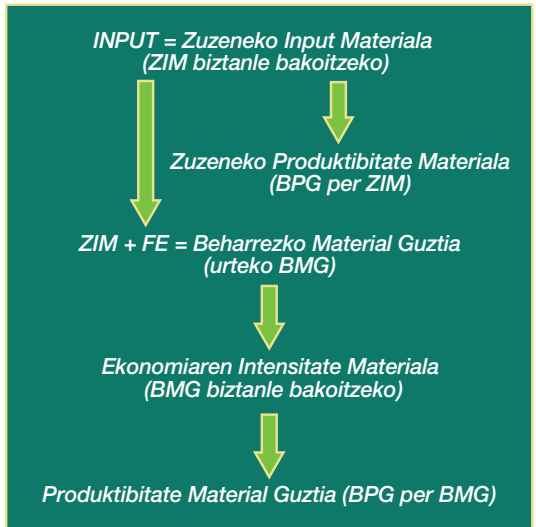 INPUT = Zuzeneko Input Materiala
(ZIM biztanle bakoitzeko)
Zuzeneko Produktibitate Materiala
(BPG per ZIM)
ZIM + FE = Beharrezko Material Guztia
(urteko BMG)
Ekonomiaren Intensitate Materiala
(BMG biztanle bakoitzeko)
Produktibitate Material Guztia (BPG per BMG)